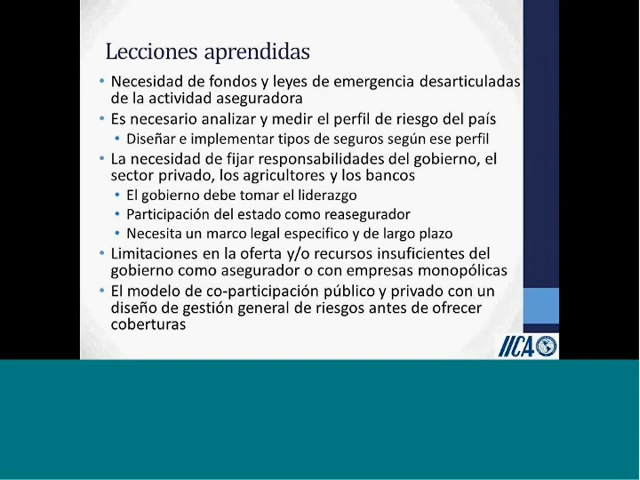 Lecciones aprendidas
• Necesidad de fondos y leyes de emergencia desarticuladas
de la actividad aseguradora
• Es necesario analizar y medir el perfil de riesgo del país
• Diseñar e implementar tipos de seguros según ese perfil
• La necesidad de fijar responsabilidades del gobierno, el
sector privado, los agricultores y los bancos
• El gobierno debe tomar el liderazgo
• Participación del estado como reasegurador
• Necesita un marco legal especifico y de largo plazo
• Limitaciones en la oferta y/o recursos insuficientes del
gobierno como asegurador o con empresas monopólicas
• El modelo de co-participación público y privado con un
diseño de gestión general de riesgos antes de ofrecer
coberturas
IICA